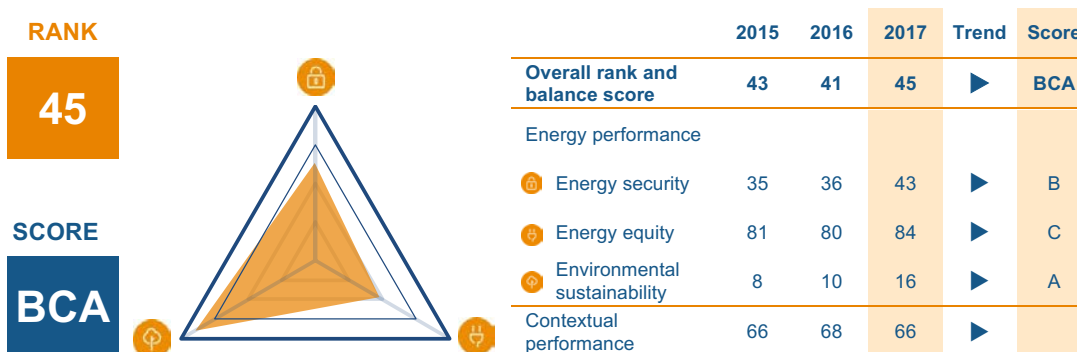 RANK
45
SCORE
BCA
2015 2016 2017 Trend Score
Overall rank and
balance score 43 41 45 BCA
Energy performance
Energy security 35 36 43 B
Energy equity 81 80 84 C
Environmental
sustainability 8 10 16 A
Contextual
performance 66 68 66